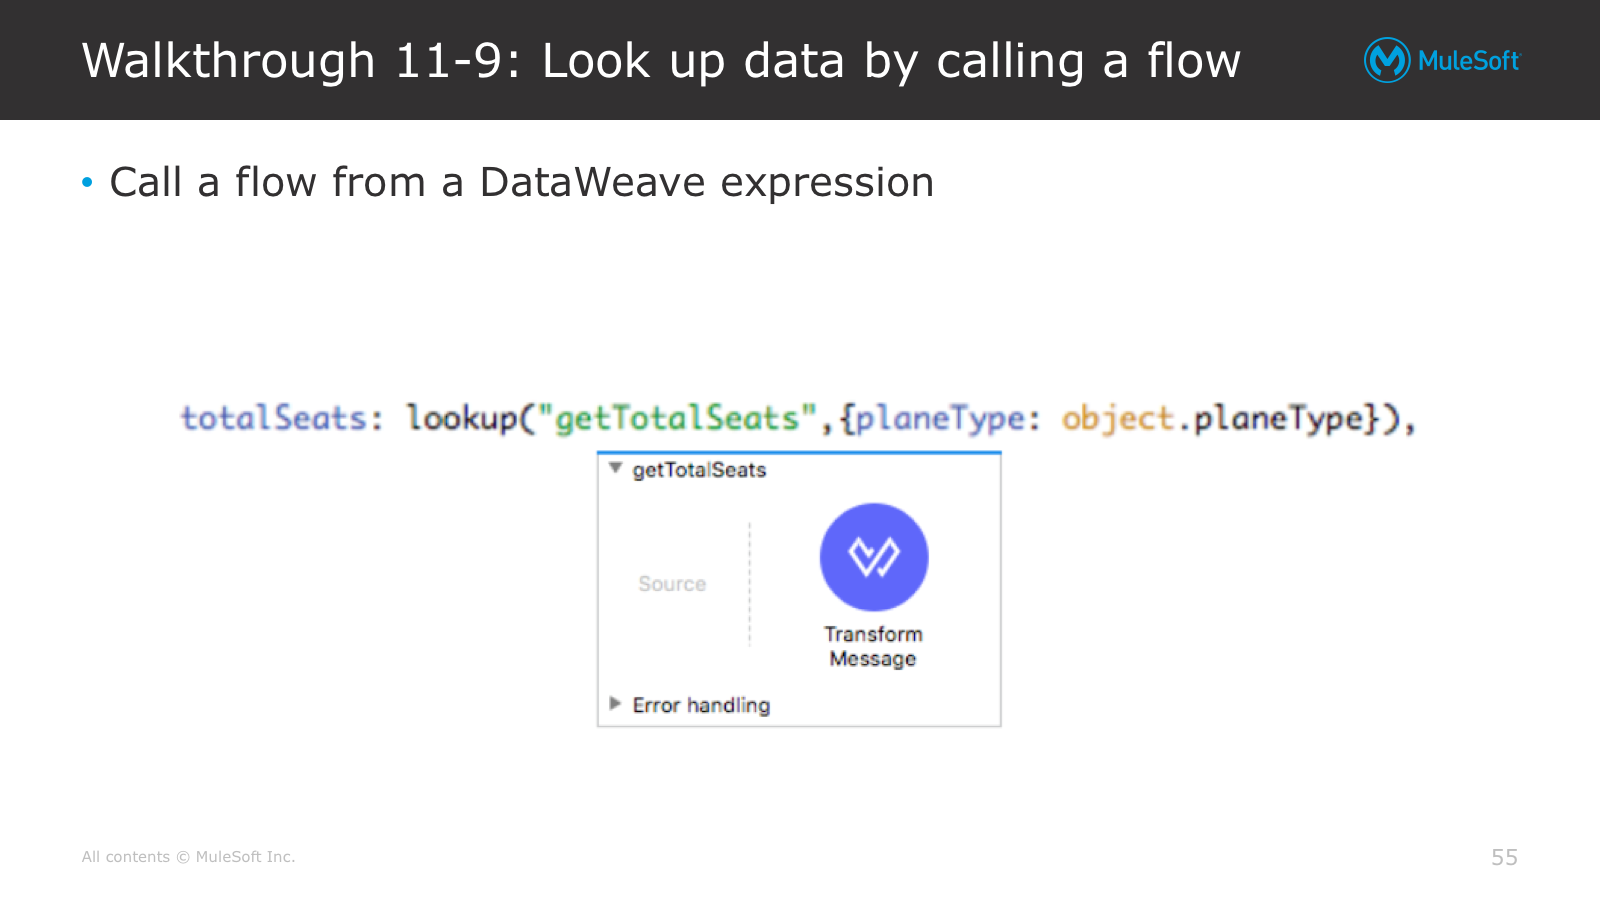 Walkthrough 11-9: Look up data by calling a flow
MuleSoft
• Call a flow from a DataWeave expression
totalSeats: lookup("getTotalSeats",{planeType: object.planeType}),
getTotalSeats
Source
Transform
Message
Error handling
All contents © MuleSoft Inc.
55